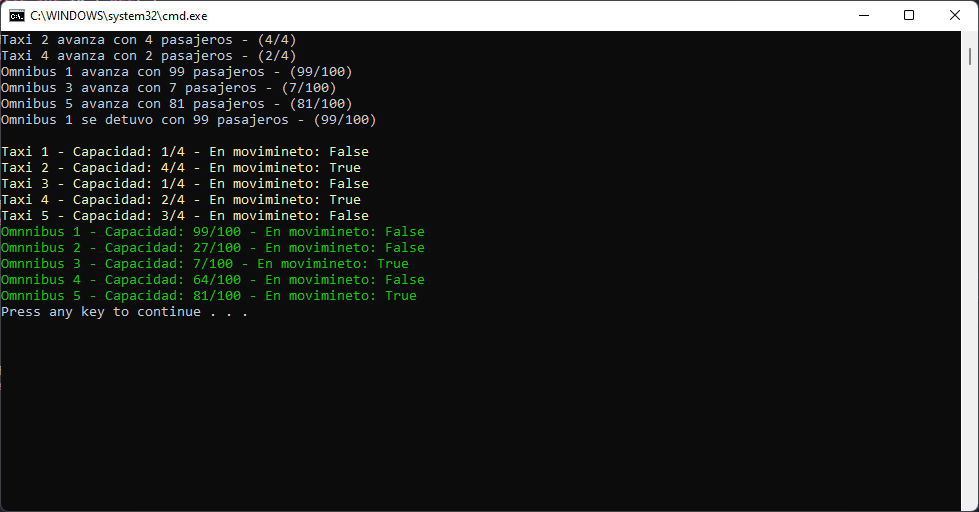 C:\WINDOWS\system32\cmd.exe
Taxi 2 avanza con 4 pasajeros - (4/4)
Taxi 4 avanza con 2 pasajeros - (2/4)
Omnibus 1 avanza con 99 pasajeros - (99/100)
Omnibus 3 avanza con 7 pasajeros - (7/100)
Omnibus 5 avanza con 81 pasajeros - (81/100)
Omnibus 1 se detuvo con 99 pasajeros - (99/100)
Taxi 1 - Capacidad: 1/4 - En movimineto: False
Taxi 2 - Capacidad: 4/4 - En movimineto: True
Taxi 3 - Capacidad: 1/4 - En movimineto: False
Taxi 4 - Capacidad: 2/4 - En movimineto: True
Taxi 5 - Capacidad: 3/4 - En movimineto: False
Omnnibus 1 - Capacidad: 99/100 - En movimineto: False
Omnnibus 2 - Capacidad: 27/100 - En movimineto: False
Omnnibus 3 - Capacidad: 7/100 - En movimineto: True
Omnnibus 4 - Capacidad: 64/100 - En movimineto: False
Omnnibus 5 - Capacidad: 81/100 - En movimineto: True
Press any key to continue . . .